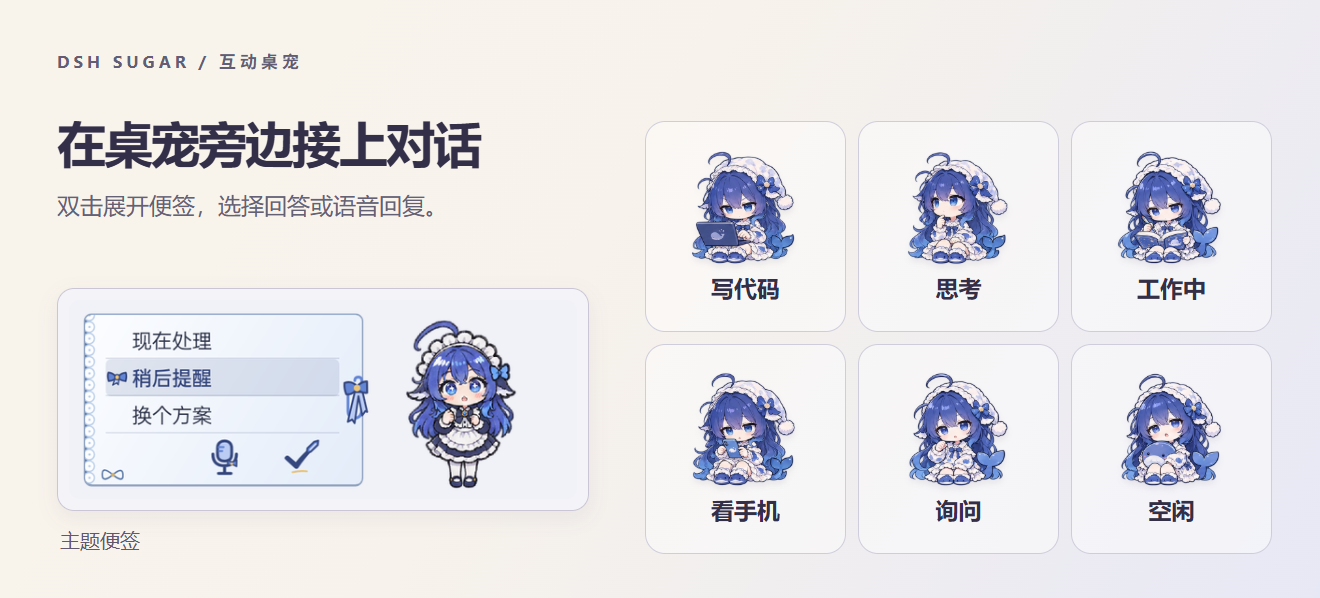 DSH SUGAR / 互动桌宠
在桌宠旁边接上对话
双击展开便签，选择回答或语音回复。
现在处理
稍后提醒
换个方案
主题便签
写代码
思考
工作中
看手机
询问
空闲